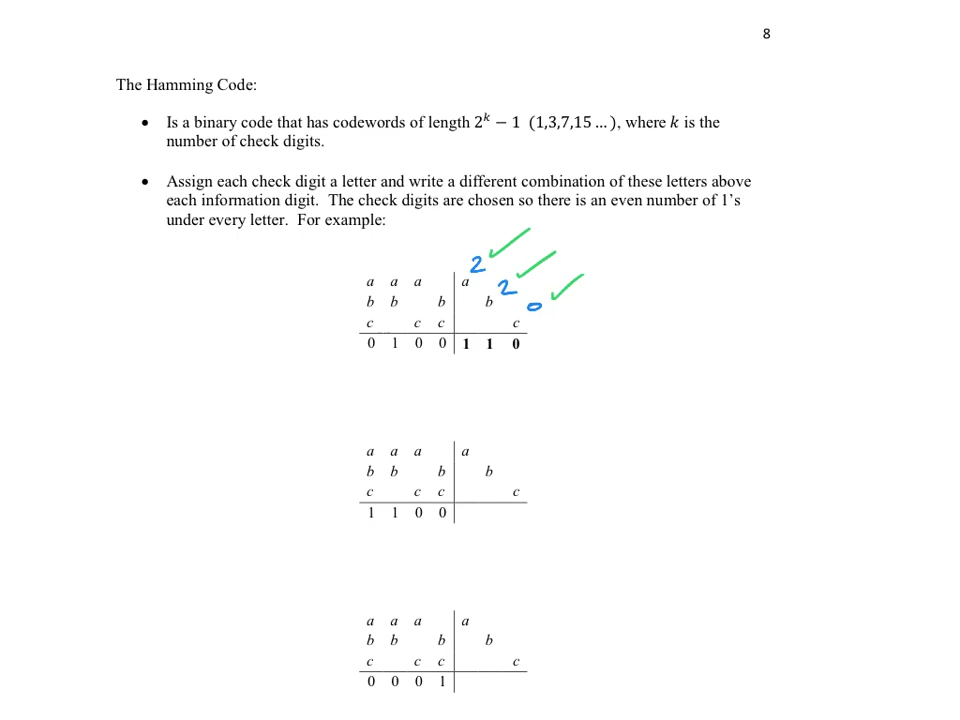 8
The Hamming Code:
• Is a binary code that has codewords of length 2^k − 1 (1,3,7,15 … ), where k is the
number of check digits.
• Assign each check digit a letter and write a different combination of these letters above
each information digit. The check digits are chosen so there is an even number of 1’s
under every letter. For example:
2
a a a a
2
b b b b
0
c c c c
0 1 0 0 1 1 0
a a a a
b b b b
c c c c
1 1 0 0
a a a a
b b b b
c c c c
0 0 0 1